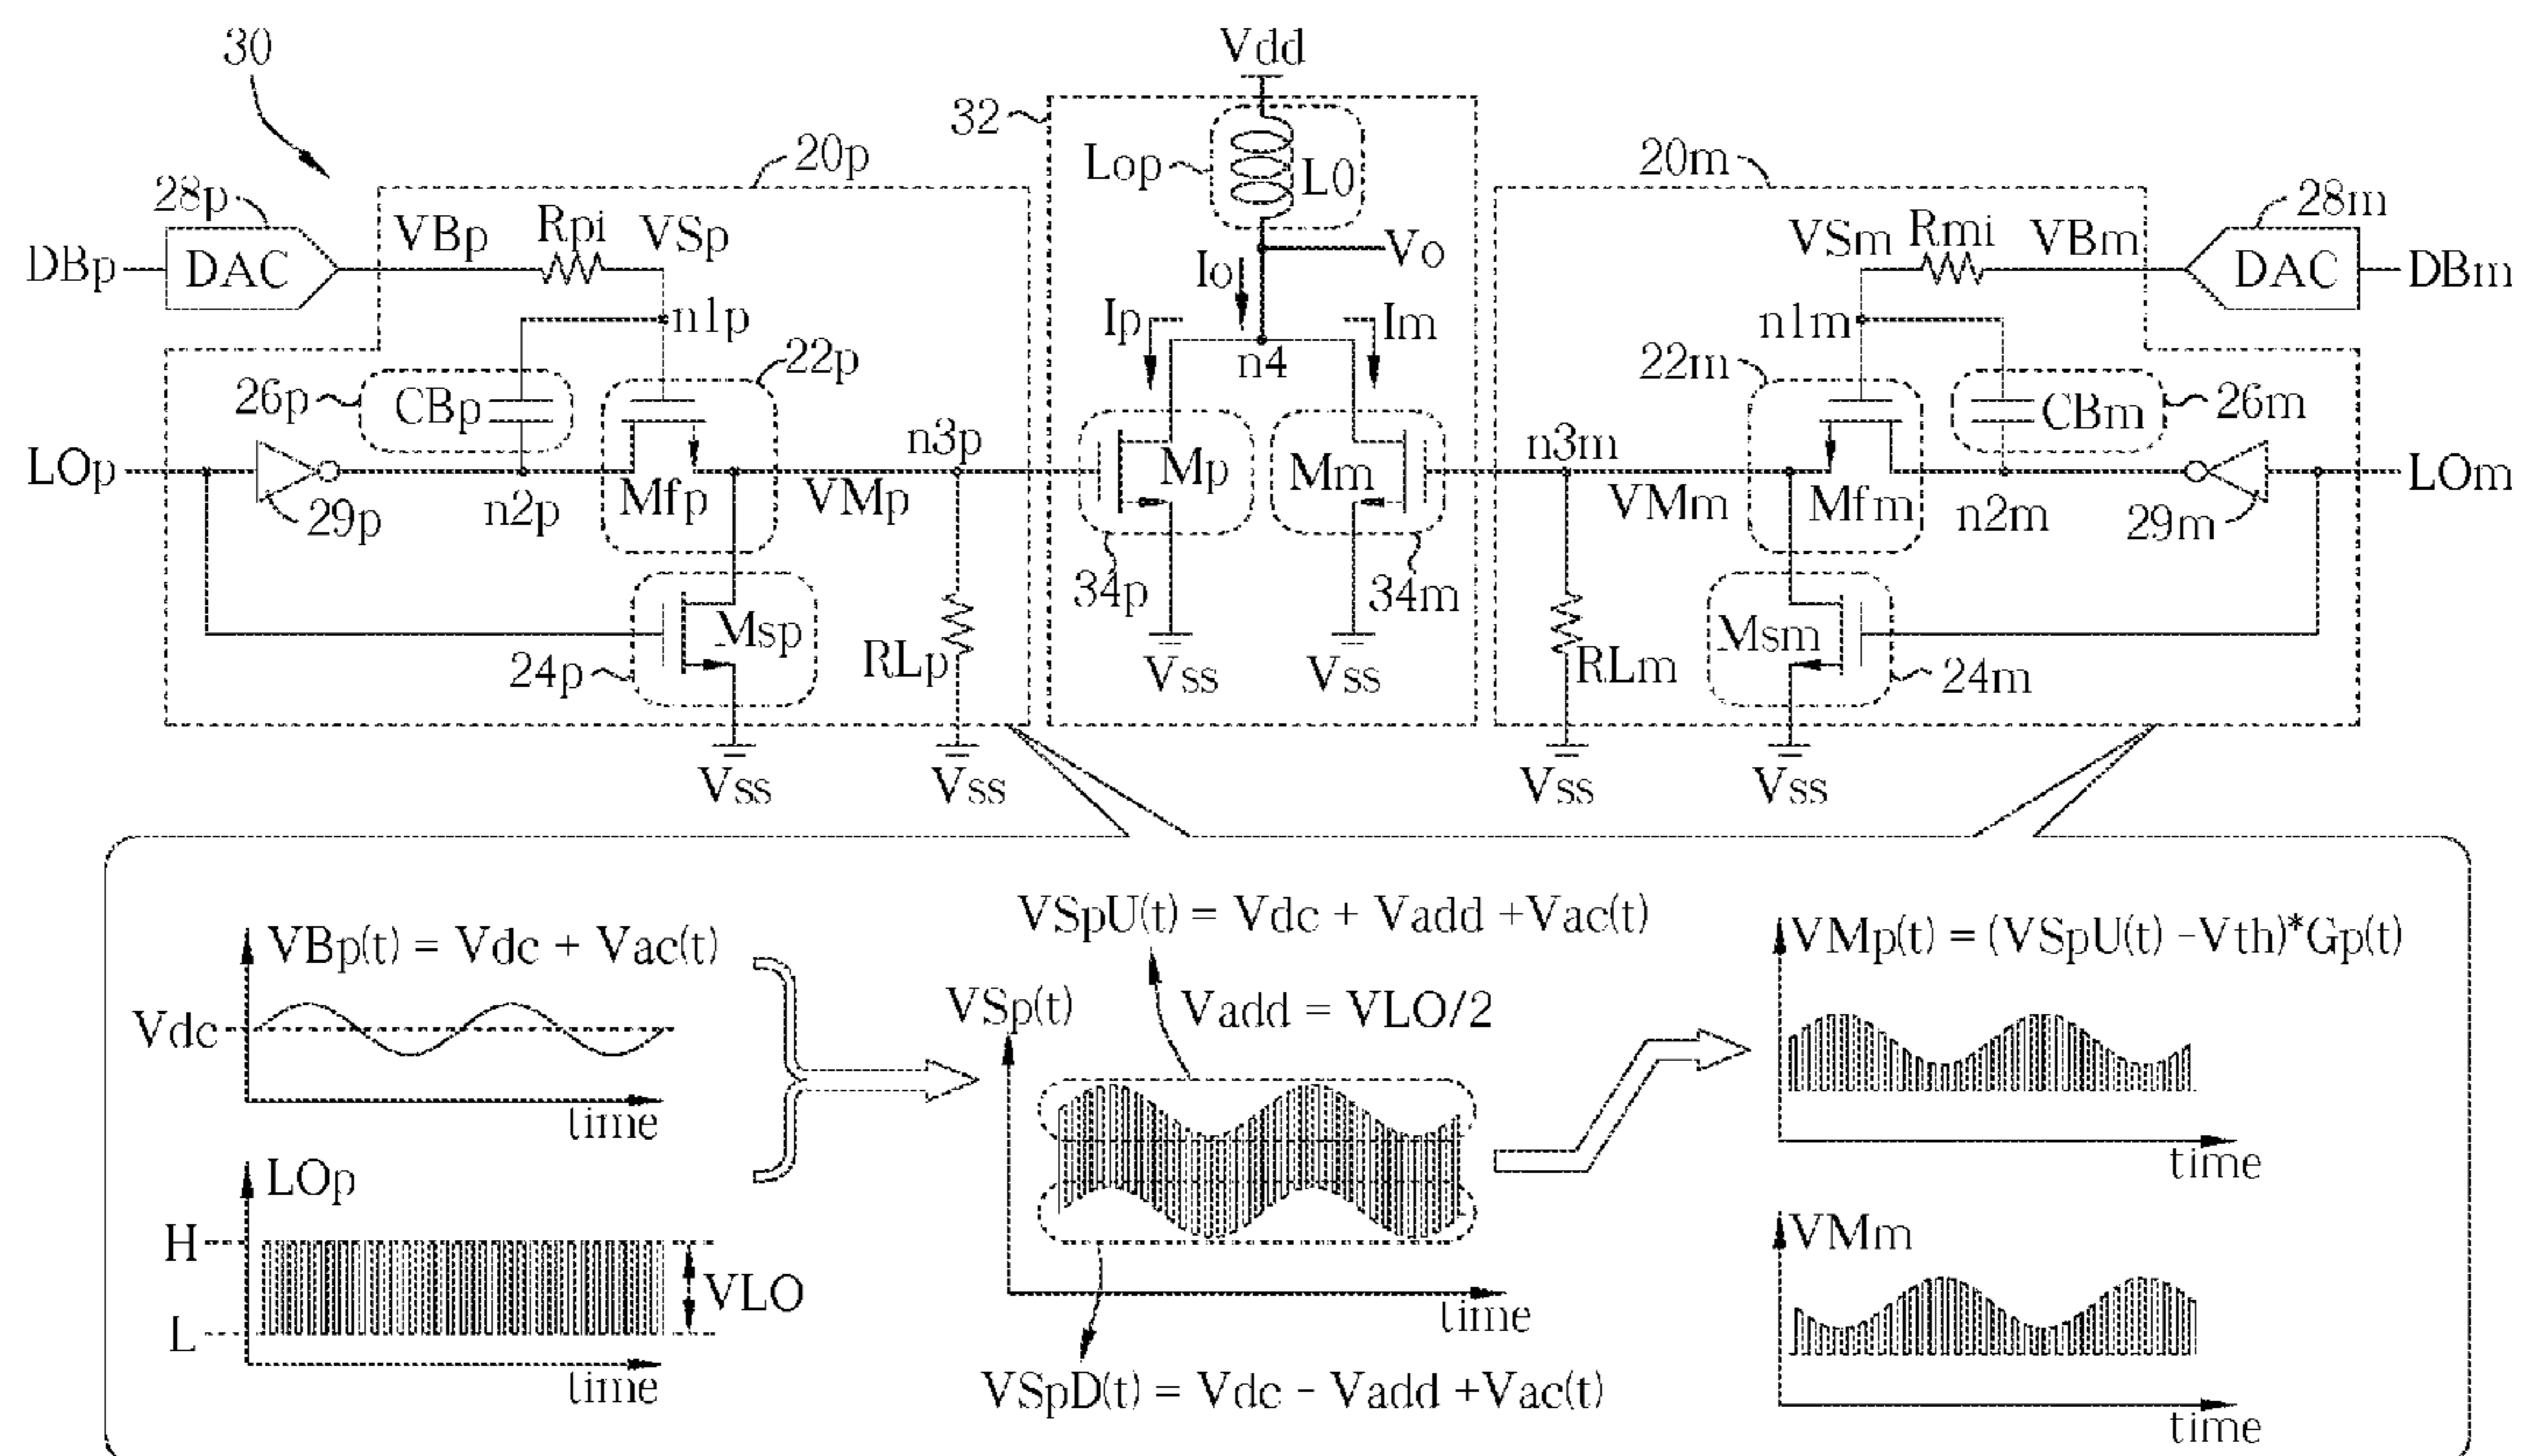 30
Vdd
32
Lop
L0
20p
20m
28p
28m
DBp
DAC
VBp
Rpi
VSp
Vo
Io
VSm
Rmi
VBm
DAC
DBm
n1p
Ip
Im
n1m
26p
CBp
22p
n4
22m
CBm
26m
LOp
n3p
Mp
Mm
n3m
LOm
29p
n2p
Mfp
VMp
VMm
Mfm
n2m
29m
34p
34m
24p
Msp
RLp
Vss
Vss
RLm
Msm
24m
Vss
Vss
Vss
Vss
VSpU(t) = Vdc + Vadd +Vac(t)
VBp(t) = Vdc + Vac(t)
VMp(t) = (VSpU(t) -Vth)*Gp(t)
VSp(t)
Vadd = VLO/2
Vdc
time
LOp
time
H
VLO
L
VMm
time
time
VSpD(t) = Vdc - Vadd +Vac(t)
time